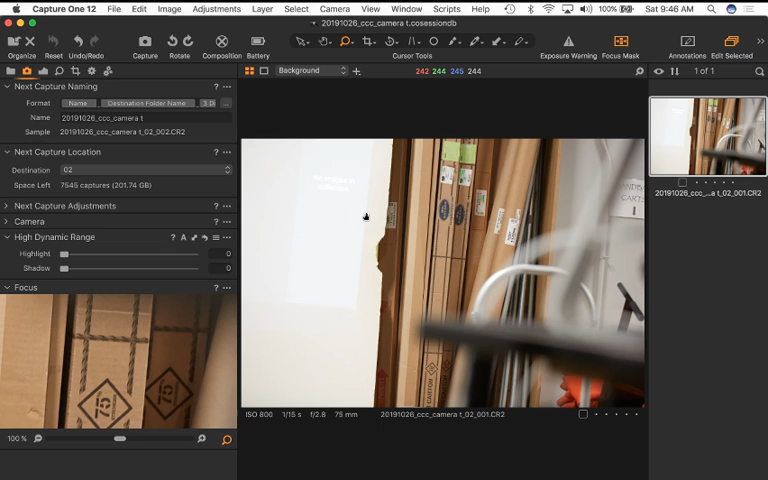 Capture One 12 File Edit Image Adjustments Layer Select Camera View Window Scripts Help 100% Sat 9:46 AM
20191026_ccc_camera t.cosessiondb
Organize Reset Undo/Redo Capture Rotate Composition Battery Cursor Tools Exposure Warning Focus Mask Annotations Edit Selected
Background 242 244 245 244 1 of 1
Next Capture Naming ? ...
Format Name Destination Folder Name 3 Di ...
Name 20191026_ccc_camera t
Sample 20191026_ccc_camera t_02_002.CR2
Next Capture Location ? ...
Destination 02
Space Left 7545 captures (201.74 GB)
Next Capture Adjustments ? ...
Camera ? ...
High Dynamic Range ? A
Highlight 0
Shadow 0
Focus ? ...
75
75
100 %
ISO 800 1/15 s f/2.8 75 mm 20191026_ccc_camera t_02_001.CR2
20191026_ccc_...a t_02_001.CR2